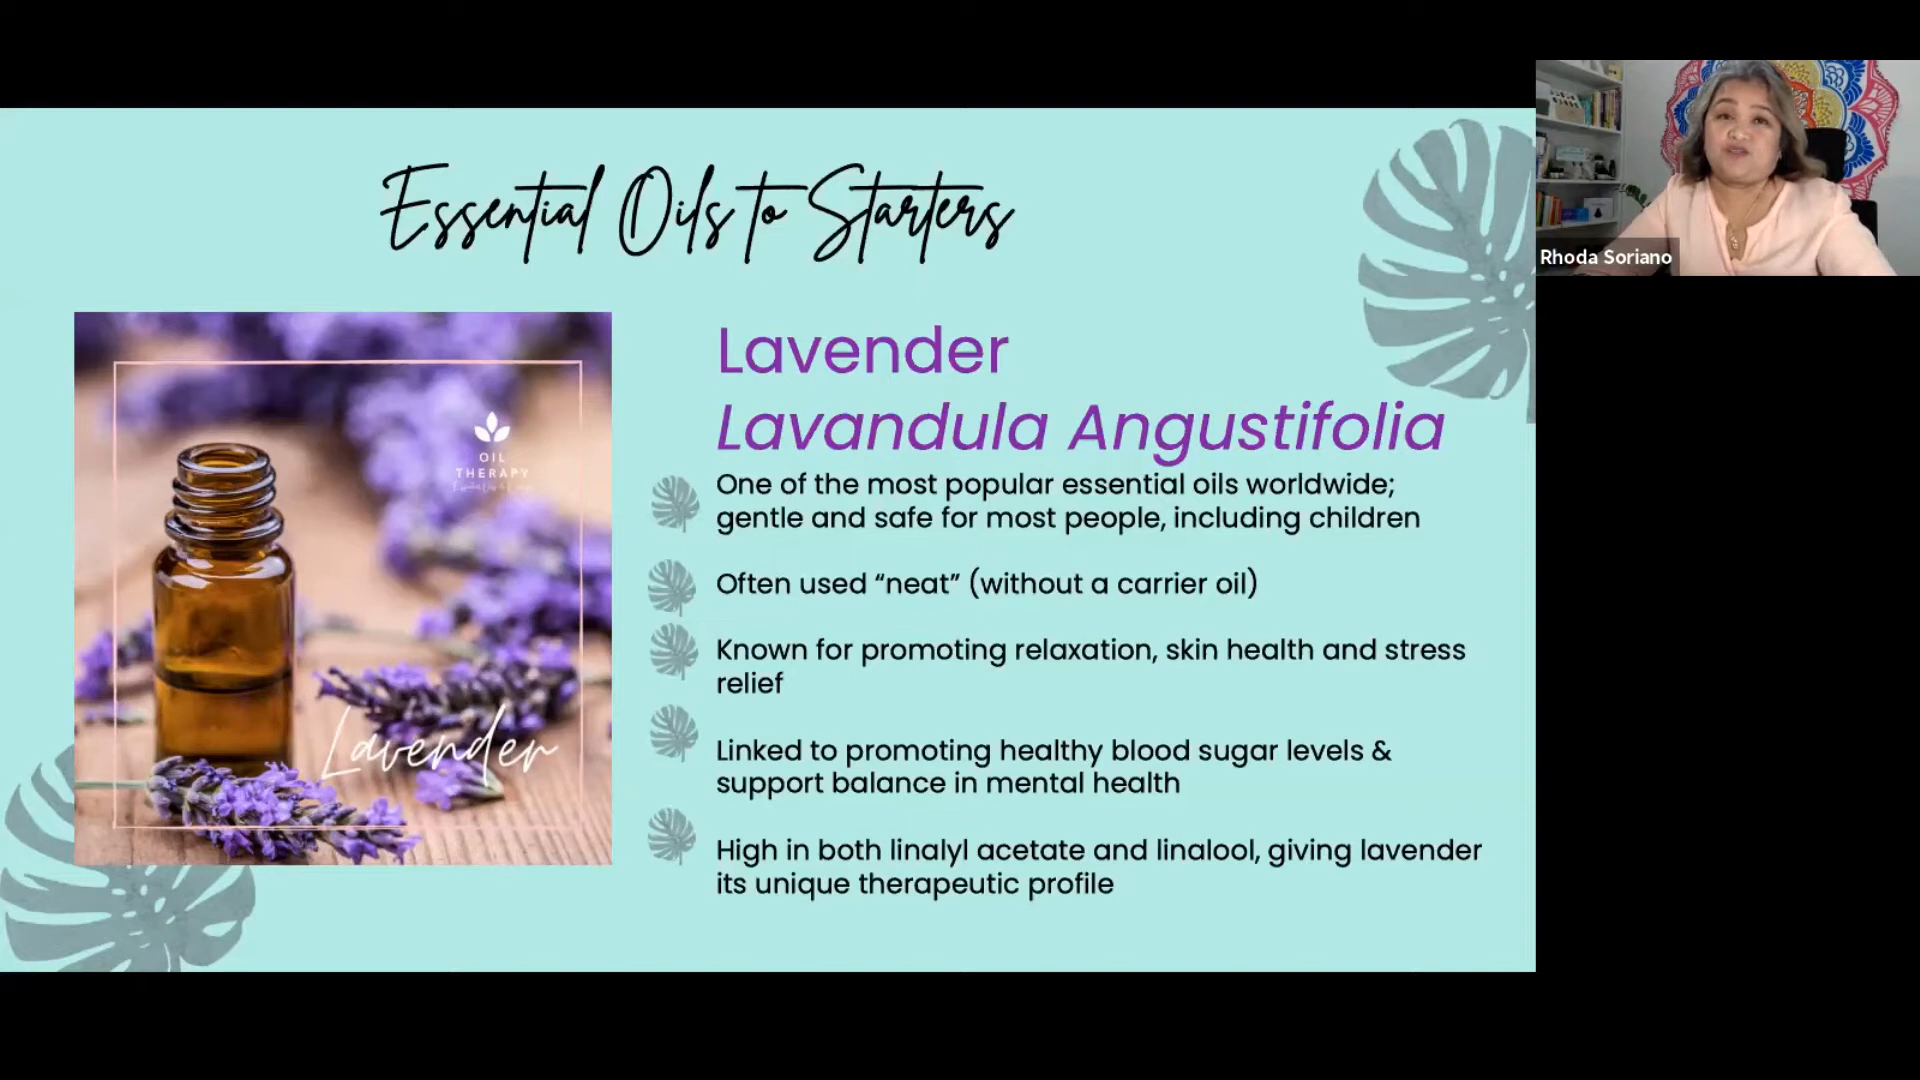 Essential Oils to Starters
Rhoda Soriano
OIL
THERAPY
Lavender
Lavender
Lavandula Angustifolia
One of the most popular essential oils worldwide;
gentle and safe for most people, including children
Often used “neat” (without a carrier oil)
Known for promoting relaxation, skin health and stress
relief
Linked to promoting healthy blood sugar levels &
support balance in mental health
High in both linalyl acetate and linalool, giving lavender
its unique therapeutic profile